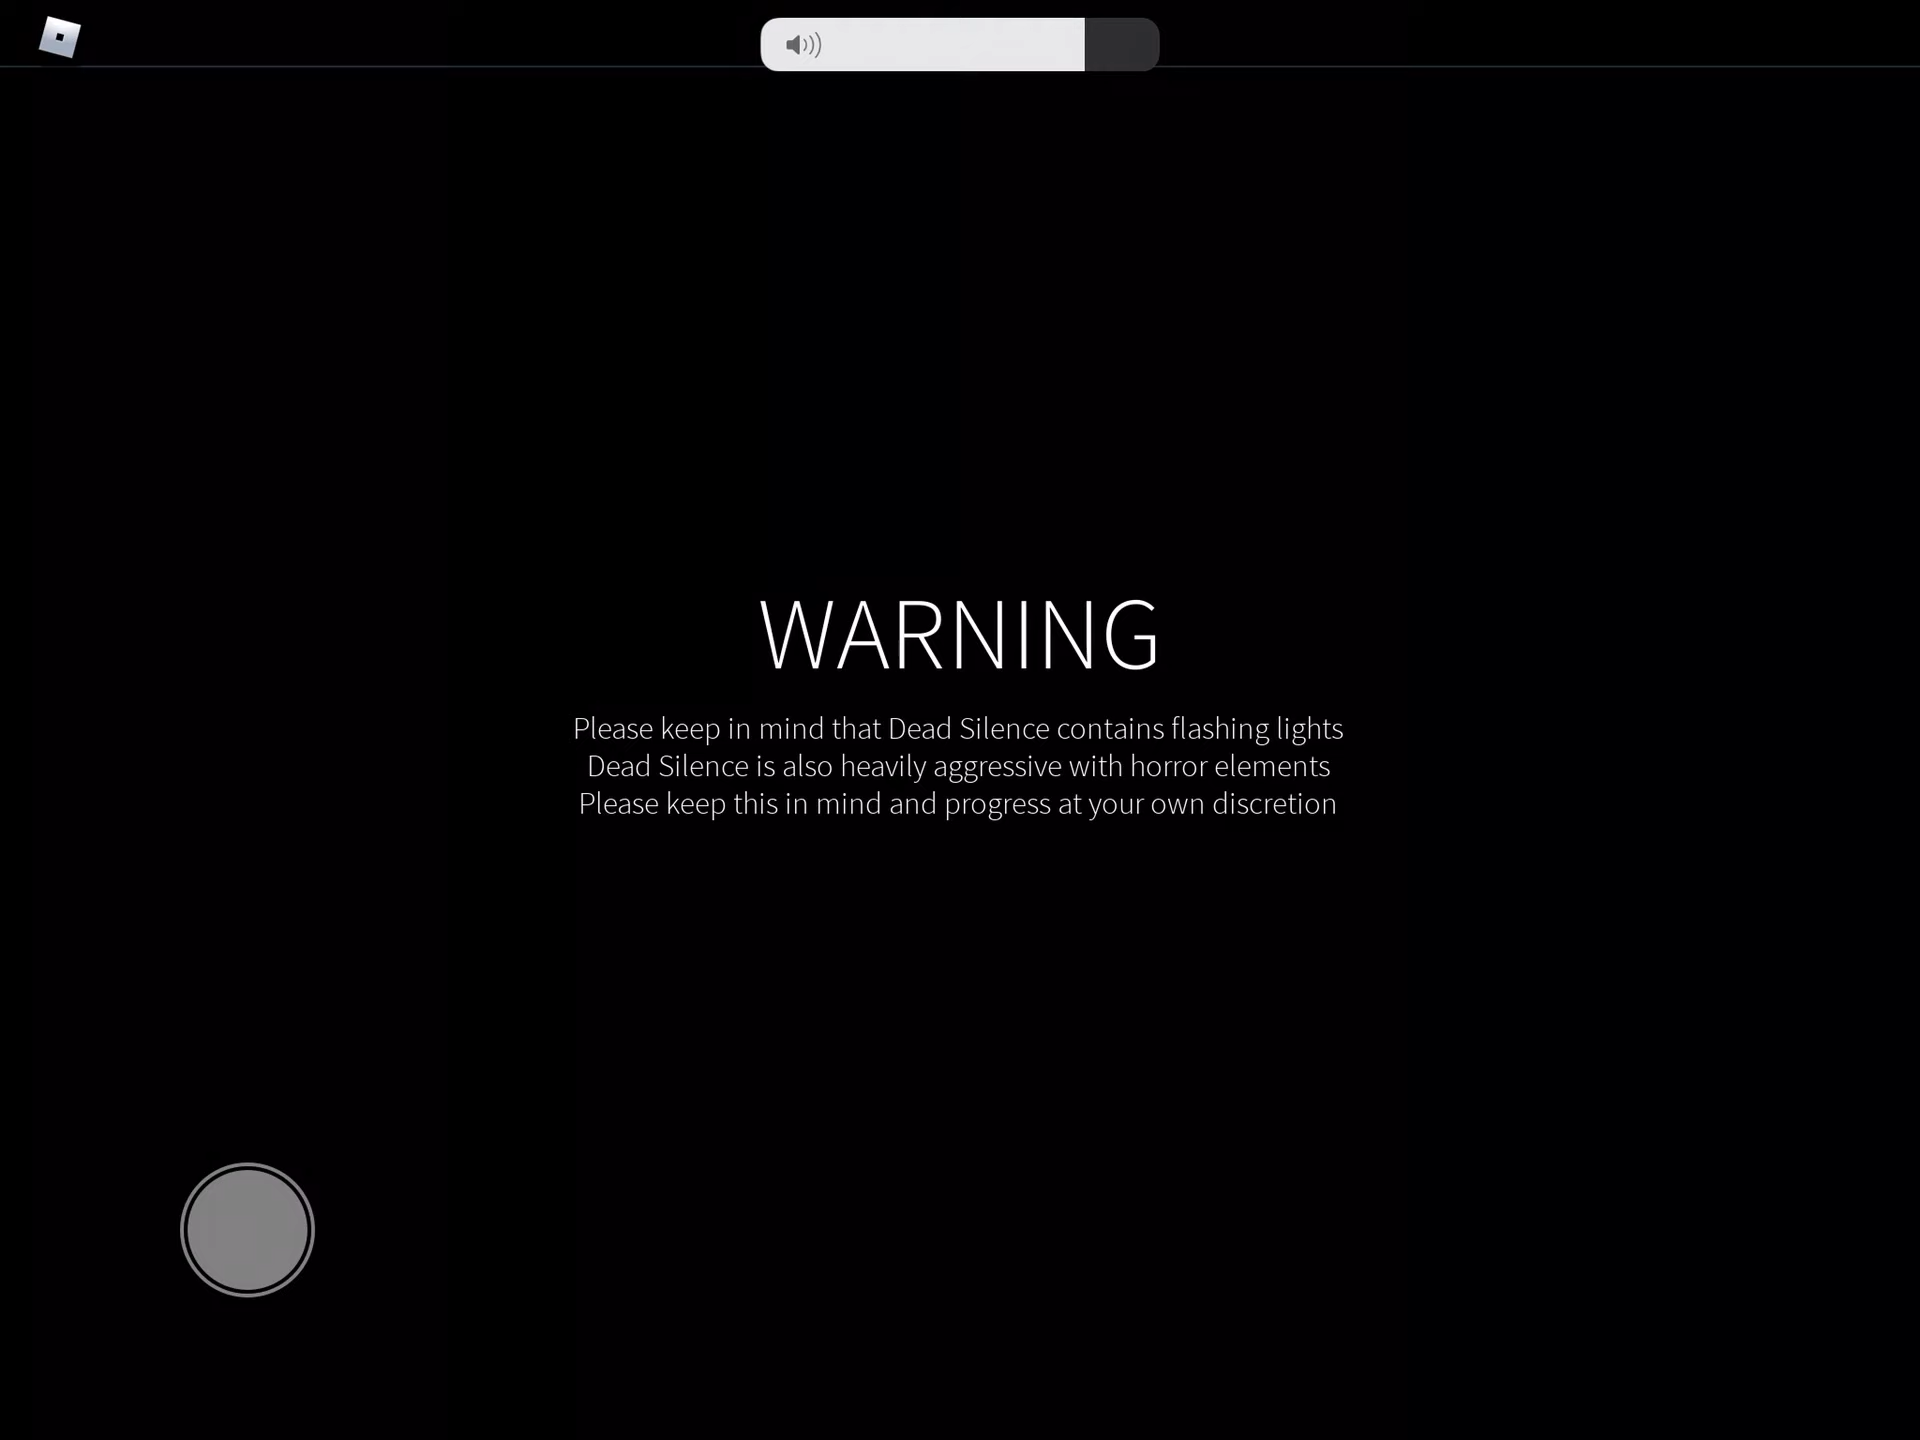 WARNING
Please keep in mind that Dead Silence contains flashing lights
Dead Silence is also heavily aggressive with horror elements
Please keep this in mind and progress at your own discretion